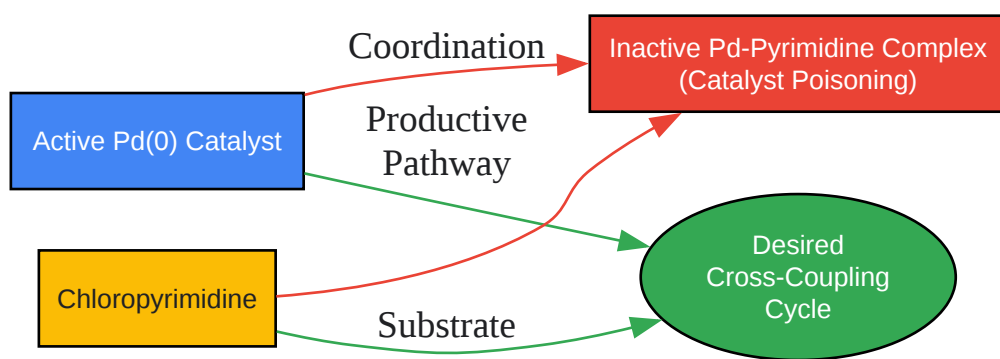 Coordination
Inactive Pd-Pyrimidine Complex
(Catalyst Poisoning)
Active Pd(0) Catalyst
Productive
Pathway
Desired
Cross-Coupling
Cycle
Chloropyrimidine
Substrate